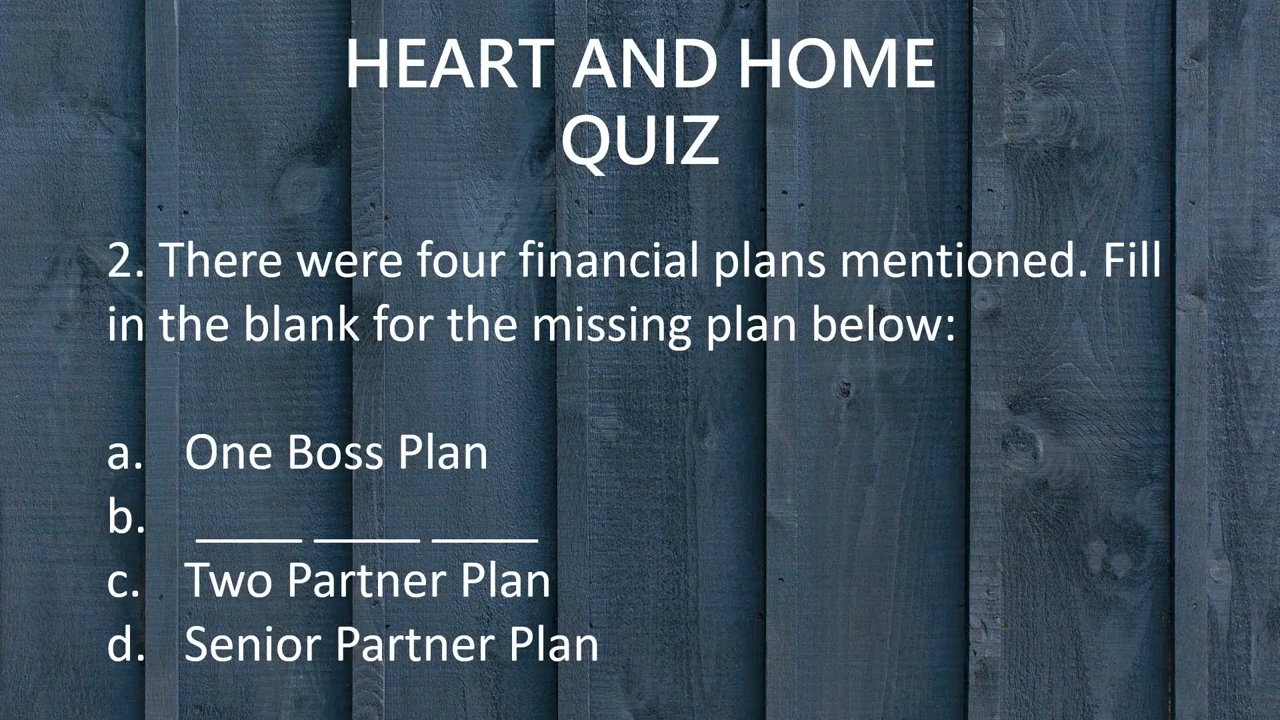 HEART AND HOME
QUIZ
2. There were four financial plans mentioned. Fill
in the blank for the missing plan below:
a. One Boss Plan
b. ____ ____ ____
c. Two Partner Plan
d. Senior Partner Plan